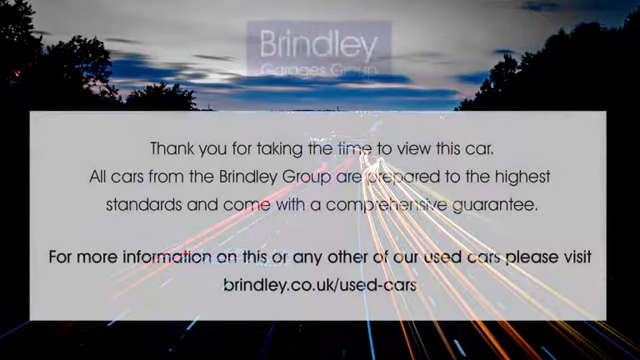 Brindley
Garages Group
Thank you for taking the time to view this car.
All cars from the Brindley Group are prepared to the highest
standards and come with a comprehensive guarantee.
For more information on this or any other of our used cars please visit
brindley.co.uk/used-cars